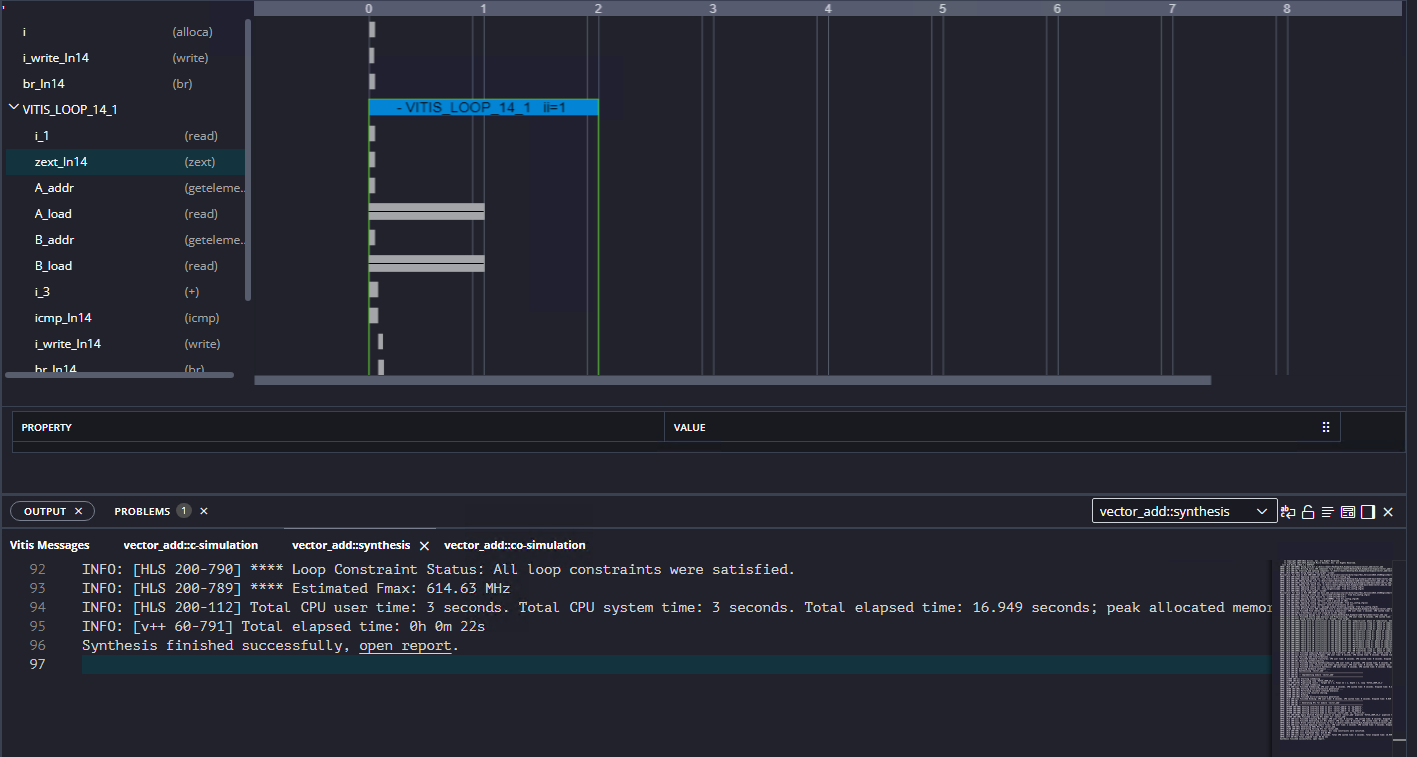 0 1 2 3 4 5 6 7 8
i (alloca)
i_write_ln14 (write)
br_ln14 (br)
VITIS_LOOP_14_1
- VITIS_LOOP_14_1 ii=1
i_1 (read)
zext_ln14 (zext)
A_addr (geteleme..
A_load (read)
B_addr (geteleme..
B_load (read)
i_3 (+)
icmp_ln14 (icmp)
i_write_ln14 (write)
br_ln14 (br)
PROPERTY VALUE
OUTPUT PROBLEMS 1 vector_add::synthesis
Vitis Messages vector_add::c-simulation vector_add::synthesis vector_add::co-simulation
92 INFO: [HLS 200-790] **** Loop Constraint Status: All loop constraints were satisfied.
93 INFO: [HLS 200-789] **** Estimated Fmax: 614.63 MHz
94 INFO: [HLS 200-112] Total CPU user time: 3 seconds. Total CPU system time: 3 seconds. Total elapsed time: 16.949 seconds; peak allocated memor
95 INFO: [v++ 60-791] Total elapsed time: 0h 0m 22s
96 Synthesis finished successfully, open report.
97